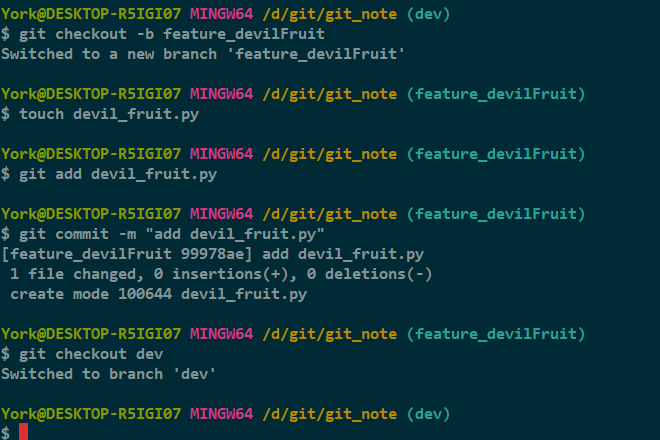 York@DESKTOP-R5IGI07 MINGW64 /d/git/git_note (dev)
$ git checkout -b feature_devilFruit
Switched to a new branch 'feature_devilFruit'
York@DESKTOP-R5IGI07 MINGW64 /d/git/git_note (feature_devilFruit)
$ touch devil_fruit.py
York@DESKTOP-R5IGI07 MINGW64 /d/git/git_note (feature_devilFruit)
$ git add devil_fruit.py
York@DESKTOP-R5IGI07 MINGW64 /d/git/git_note (feature_devilFruit)
$ git commit -m "add devil_fruit.py"
[feature_devilFruit 99978ae] add devil_fruit.py
 1 file changed, 0 insertions(+), 0 deletions(-)
 create mode 100644 devil_fruit.py
York@DESKTOP-R5IGI07 MINGW64 /d/git/git_note (feature_devilFruit)
$ git checkout dev
Switched to branch 'dev'
York@DESKTOP-R5IGI07 MINGW64 /d/git/git_note (dev)
$